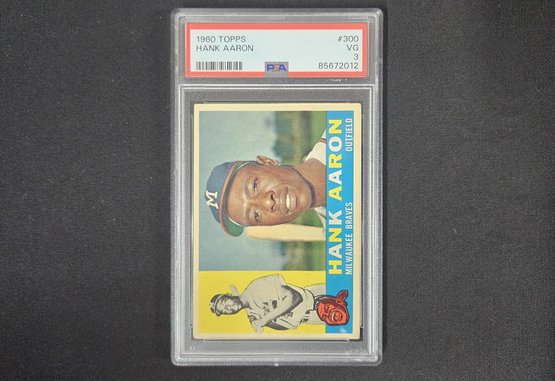 1960 TOPPS #300
HANK AARON VG
3
PSA 85672012
M
HANK AARON
MILWAUKEE BRAVES OUTFIELD